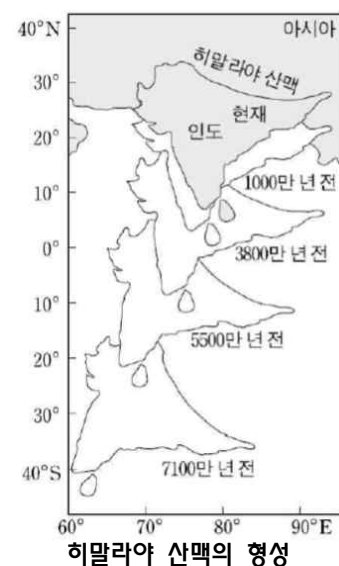 40°N
아시아
히말라야 산맥
30°
현재
인도
20°
1000만 년 전
10°
3800만 년 전
0°
10°
5500만 년 전
20°
30°
7100만 년 전
40°S
60° 70° 80° 90°E
히말라야 산맥의 형성